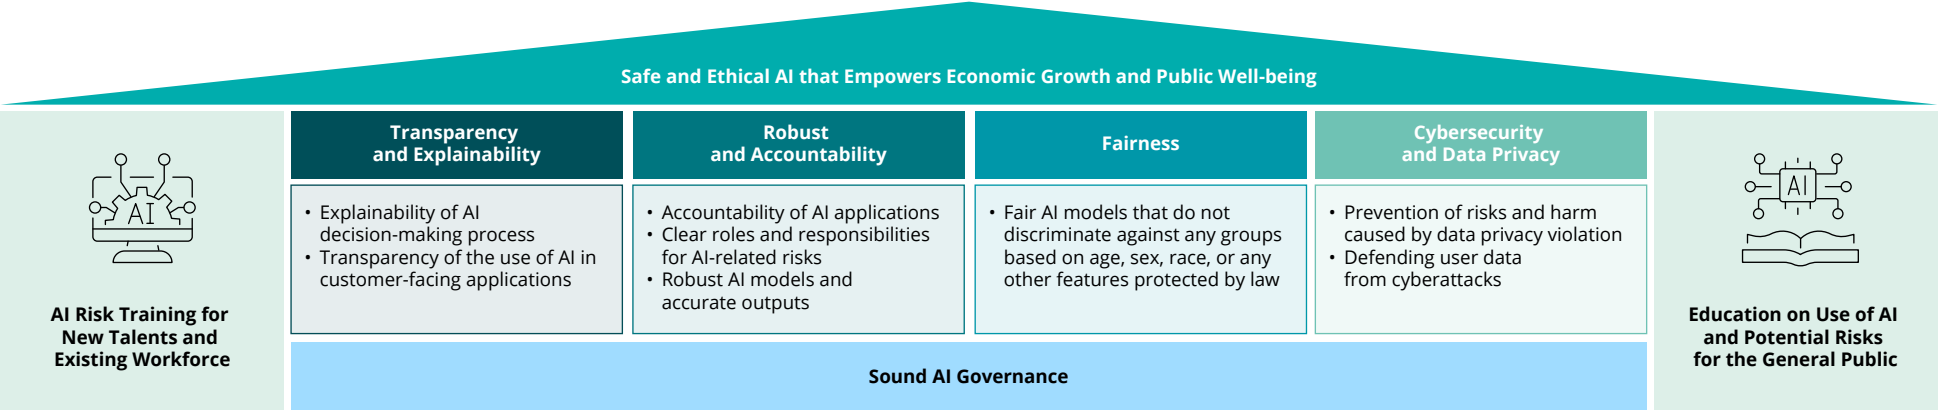 Safe and Ethical AI that Empowers Economic Growth and Public Well-being
AI
AI Risk Training for
New Talents and
Existing Workforce
Transparency
and Explainability
• Explainability of AI
decision-making process
• Transparency of the use of AI in
customer-facing applications
Robust
and Accountability
• Accountability of AI applications
• Clear roles and responsibilities
for AI-related risks
• Robust AI models and
accurate outputs
Fairness
• Fair AI models that do not
discriminate against any groups
based on age, sex, race, or any
other features protected by law
Cybersecurity
and Data Privacy
• Prevention of risks and harm
caused by data privacy violation
• Defending user data
from cyberattacks
Sound AI Governance
AI
Education on Use of AI
and Potential Risks
for the General Public